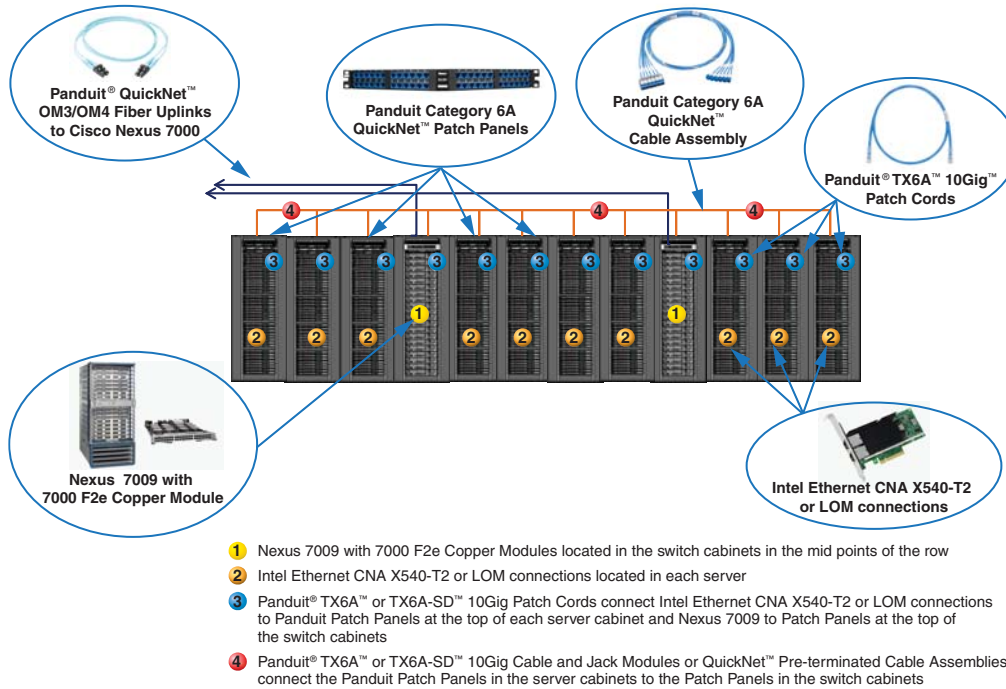 Panduit® QuickNet™
OM3/OM4 Fiber Uplinks
to Cisco Nexus 7000
Panduit Category 6A
QuickNet™ Patch Panels
Panduit Category 6A
QuickNet™
Cable Assembly
Panduit® TX6A™ 10Gig™
Patch Cords
4 4 4
3 3 3 3 3 3 3 3 3 3 3 3
1 1
2 2 2 2 2 2 2 2 2 2
Nexus 7009 with
7000 F2e Copper Module
Intel Ethernet CNA X540-T2
or LOM connections
1 Nexus 7009 with 7000 F2e Copper Modules located in the switch cabinets in the mid points of the row
2 Intel Ethernet CNA X540-T2 or LOM connections located in each server
3 Panduit® TX6A™ or TX6A-SD™ 10Gig Patch Cords connect Intel Ethernet CNA X540-T2 or LOM connections
to Panduit Patch Panels at the top of each server cabinet and Nexus 7009 to Patch Panels at the top of
the switch cabinets
4 Panduit® TX6A™ or TX6A-SD™ 10Gig Cable and Jack Modules or QuickNet™ Pre-terminated Cable Assemblies
connect the Panduit Patch Panels in the server cabinets to the Patch Panels in the switch cabinets